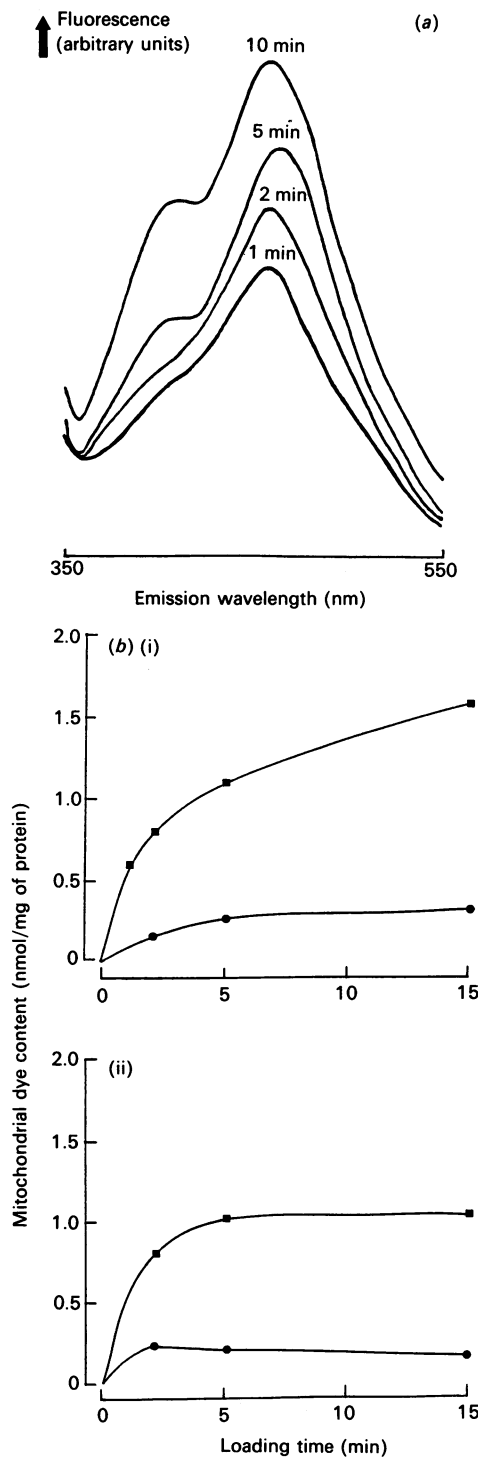 Fluorescence
(arbitrary units)
(a)
10 min
5 min
2 min
1 min
350
550
Emission wavelength (nm)
Mitochondrial dye content (nmol/mg of protein)
(b) (i)
2.0
1.5
1.0
0.5
0
0
5
10
15
(ii)
2.0
1.5
1.0
0.5
0
0
5
10
15
Loading time (min)